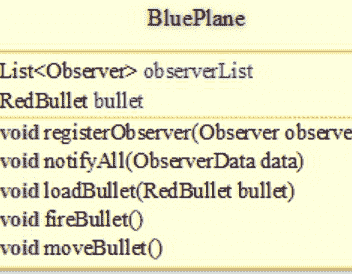 BluePlane
List<Observer> observerList
RedBullet bullet
void registerObserver(Observer observe
void notifyAll(ObserverData data)
void loadBullet(RedBullet bullet)
void fireBullet()
void moveBullet()